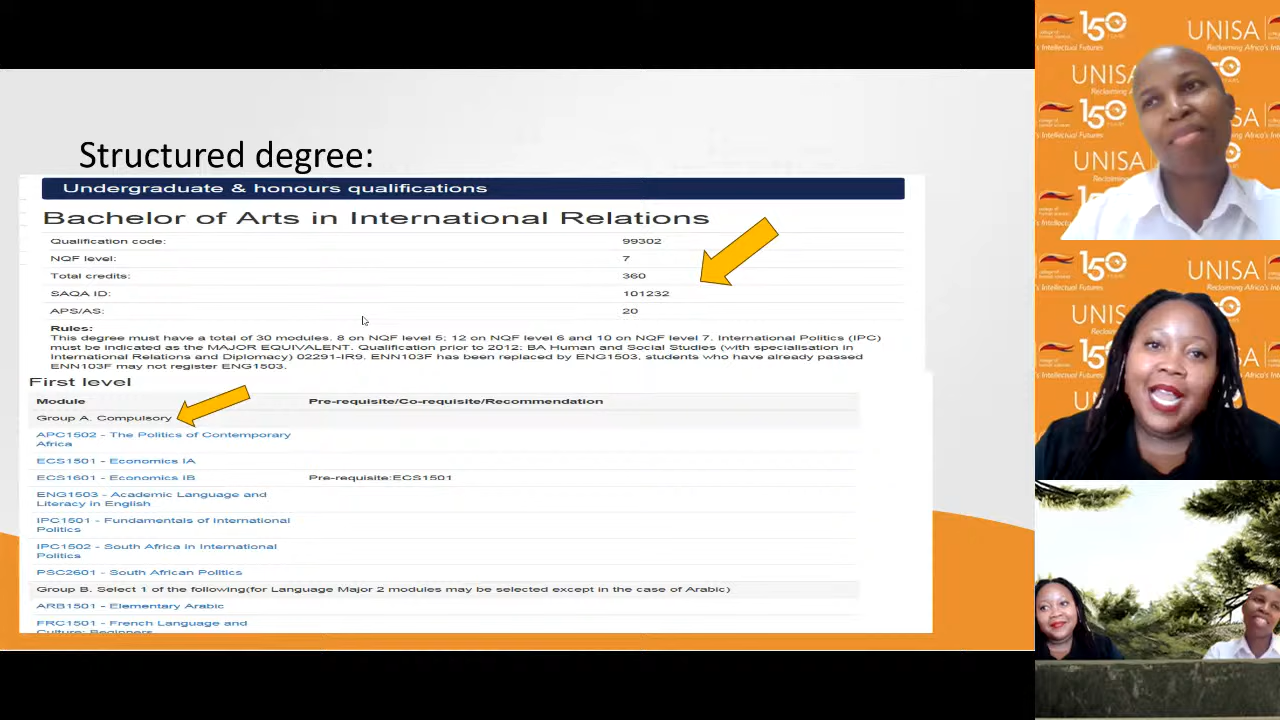 Structured degree:
Undergraduate & honours qualifications
Bachelor of Arts in International Relations
Qualification code: 99302
NQF level: 7
Total credits: 360
SAQA ID: 101232
APS/AS: 20
Rules:
This degree must have a total of 30 modules. 8 on NQF level 5; 12 on NQF level 6 and 10 on NQF level 7. International Politics (IPC)
must be indicated as the MAJOR EQUIVALENT. Qualification prior to 2012: BA Human and Social Studies (with specialisation in
International Relations and Diplomacy) 02291-IR9. ENN103F has been replaced by ENG1503, students who have already passed
ENN103F may not register ENG1503.
First level
Module Pre-requisite/Co-requisite/Recommendation
Group A. Compulsory
APC1502 - The Politics of Contemporary
Africa
ECS1501 - Economics IA
ECS1601 - Economics IB Pre-requisite:ECS1501
ENG1503 - Academic Language and
Literacy in English
IPC1501 - Fundamentals of International
Politics
IPC1502 - South Africa in International
Politics
PSC2601 - South African Politics
Group B. Select 1 of the following(for Language Major 2 modules may be selected except in the case of Arabic)
ARB1501 - Elementary Arabic
FRC1501 - French Language and
Culture: Beginners
150
UNISA
Reclaiming Africa's Intellectual Futures
UNISA
150
UNISA
150
UNISA
Reclaiming Africa's